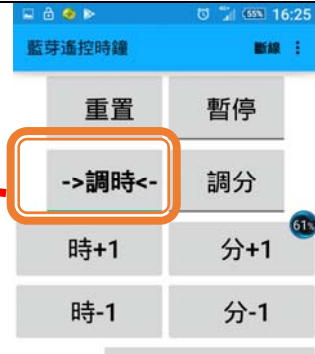 55% 16:25
藍芽遙控時鐘 斷線
重置 暫停
->調時<- 調分
61%
時+1 分+1
時-1 分-1